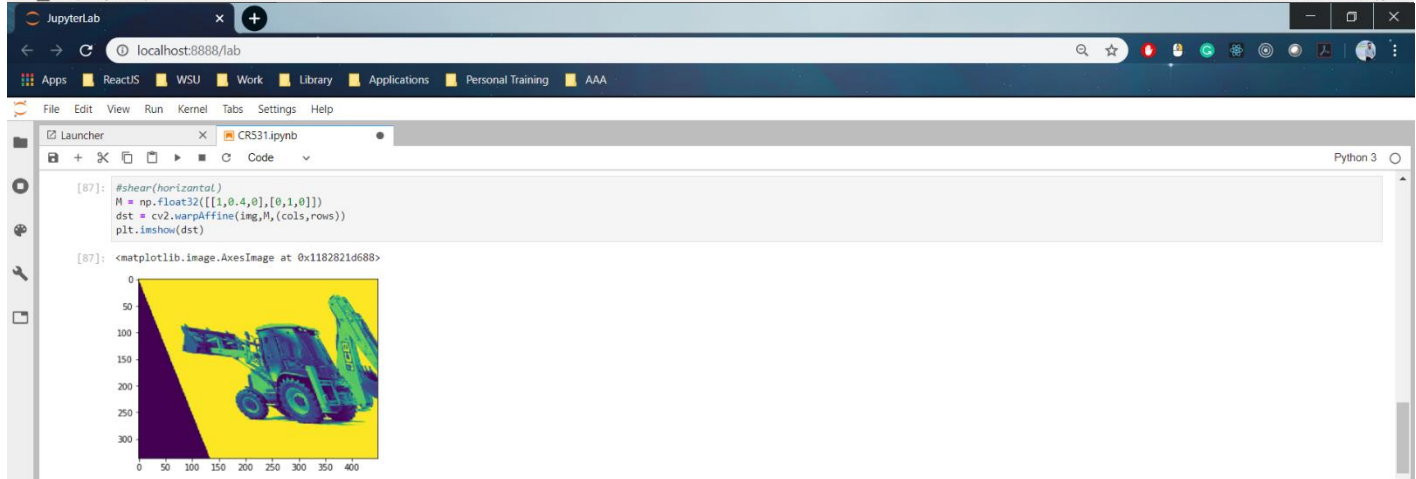 JupyterLab
localhost:8888/lab
Apps ReactJS WSU Work Library Applications Personal Training AAA
File Edit View Run Kernel Tabs Settings Help
Launcher CR531.ipynb
Code Python 3
[87]: #shear(horizantal)
M = np.float32([[1,0.4,0],[0,1,0]])
dst = cv2.warpAffine(img,M,(cols,rows))
plt.imshow(dst)
[87]: <matplotlib.image.AxesImage at 0x1182821d688>
0
50
100
150
200
250
300
0 50 100 150 200 250 300 350 400
JCB